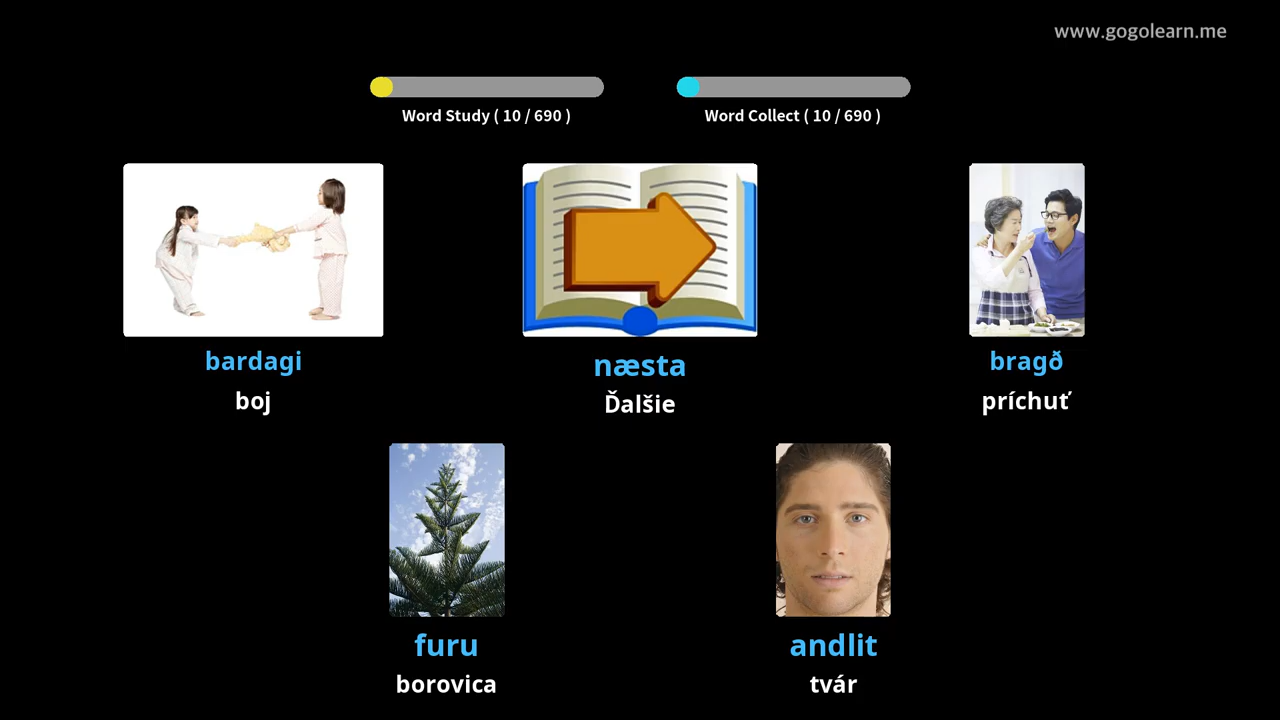 www.gogolearn.me
Word Study ( 10 / 690 )
Word Collect ( 10 / 690 )
bardagi
boj
næsta
Ďalšie
bragð
príchuť
furu
borovica
andlit
tvár